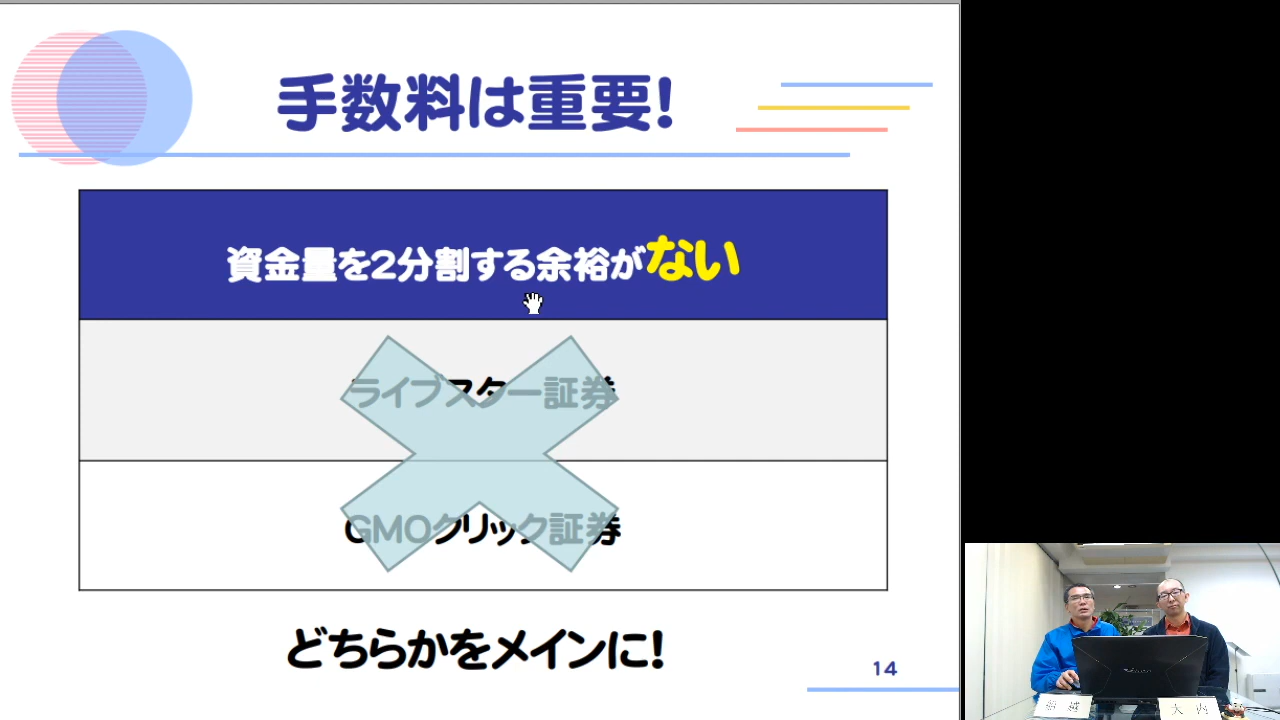 手数料は重要!
資金量を2分割する余裕がない
ライブスター証券
GMOクリック証券
どちらかをメインに!
14
大内